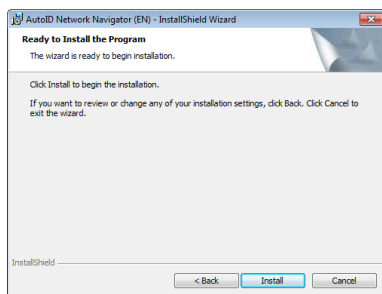 AutoID Network Navigator (EN) - InstallShield Wizard
Ready to Install the Program
The wizard is ready to begin installation.
Click Install to begin the installation.
If you want to review or change any of your installation settings, click Back. Click Cancel to
exit the wizard.
InstallShield
< Back Install Cancel